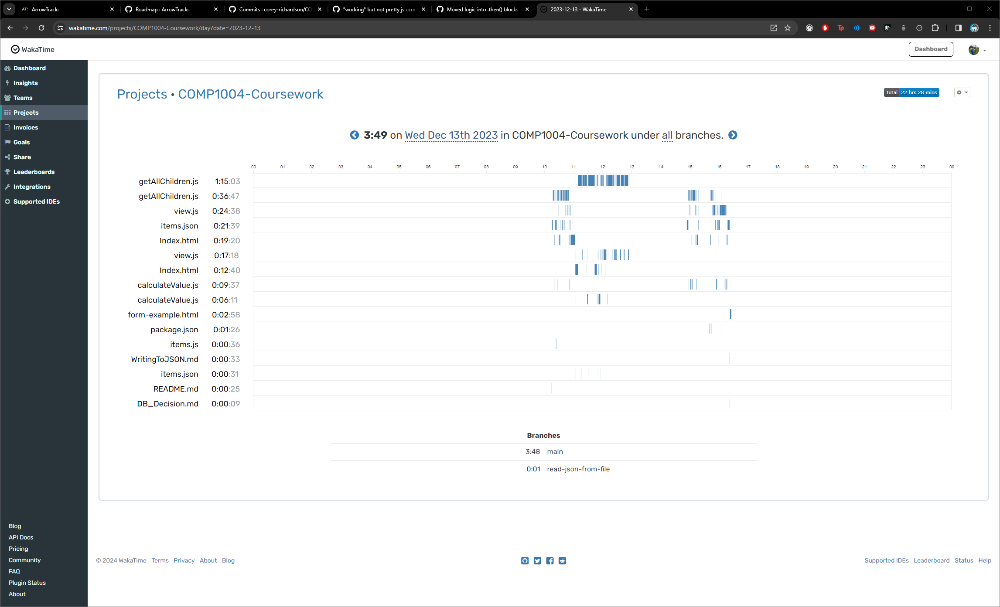 AT: ArrowTrack:
Roadmap · ArrowTrack:
Commits · corey-richardson/CO
"working" but not pretty js · cor
Moved logic into .then() blocks
2023-12-13 - WakaTime
wakatime.com/projects/COMP1004-Coursework/day?date=2023-12-13
WakaTime
Dashboard
Dashboard
Insights
Teams
Projects
Invoices
Goals
Share
Leaderboards
Integrations
Supported IDEs
Projects • COMP1004-Coursework
total 22 hrs 28 mins
3:49 on Wed Dec 13th 2023 in COMP1004-Coursework under all branches.
00 01 02 03 04 05 06 07 08 09 10 11 12 13 14 15 16 17 18 19 20 21 22 23 00
getAllChildren.js 1:15:03
getAllChildren.js 0:36:47
view.js 0:24:38
items.json 0:21:39
Index.html 0:19:20
view.js 0:17:18
Index.html 0:12:40
calculateValue.js 0:09:37
calculateValue.js 0:06:11
form-example.html 0:02:58
package.json 0:01:26
items.js 0:00:36
WritingToJSON.md 0:00:33
items.json 0:00:31
README.md 0:00:25
DB_Decision.md 0:00:09
Branches
3:48 main
0:01 read-json-from-file
Blog
API Docs
Pricing
Community
FAQ
Plugin Status
About
© 2024 WakaTime Terms Privacy About Blog
Supported IDEs Leaderboard Status Help